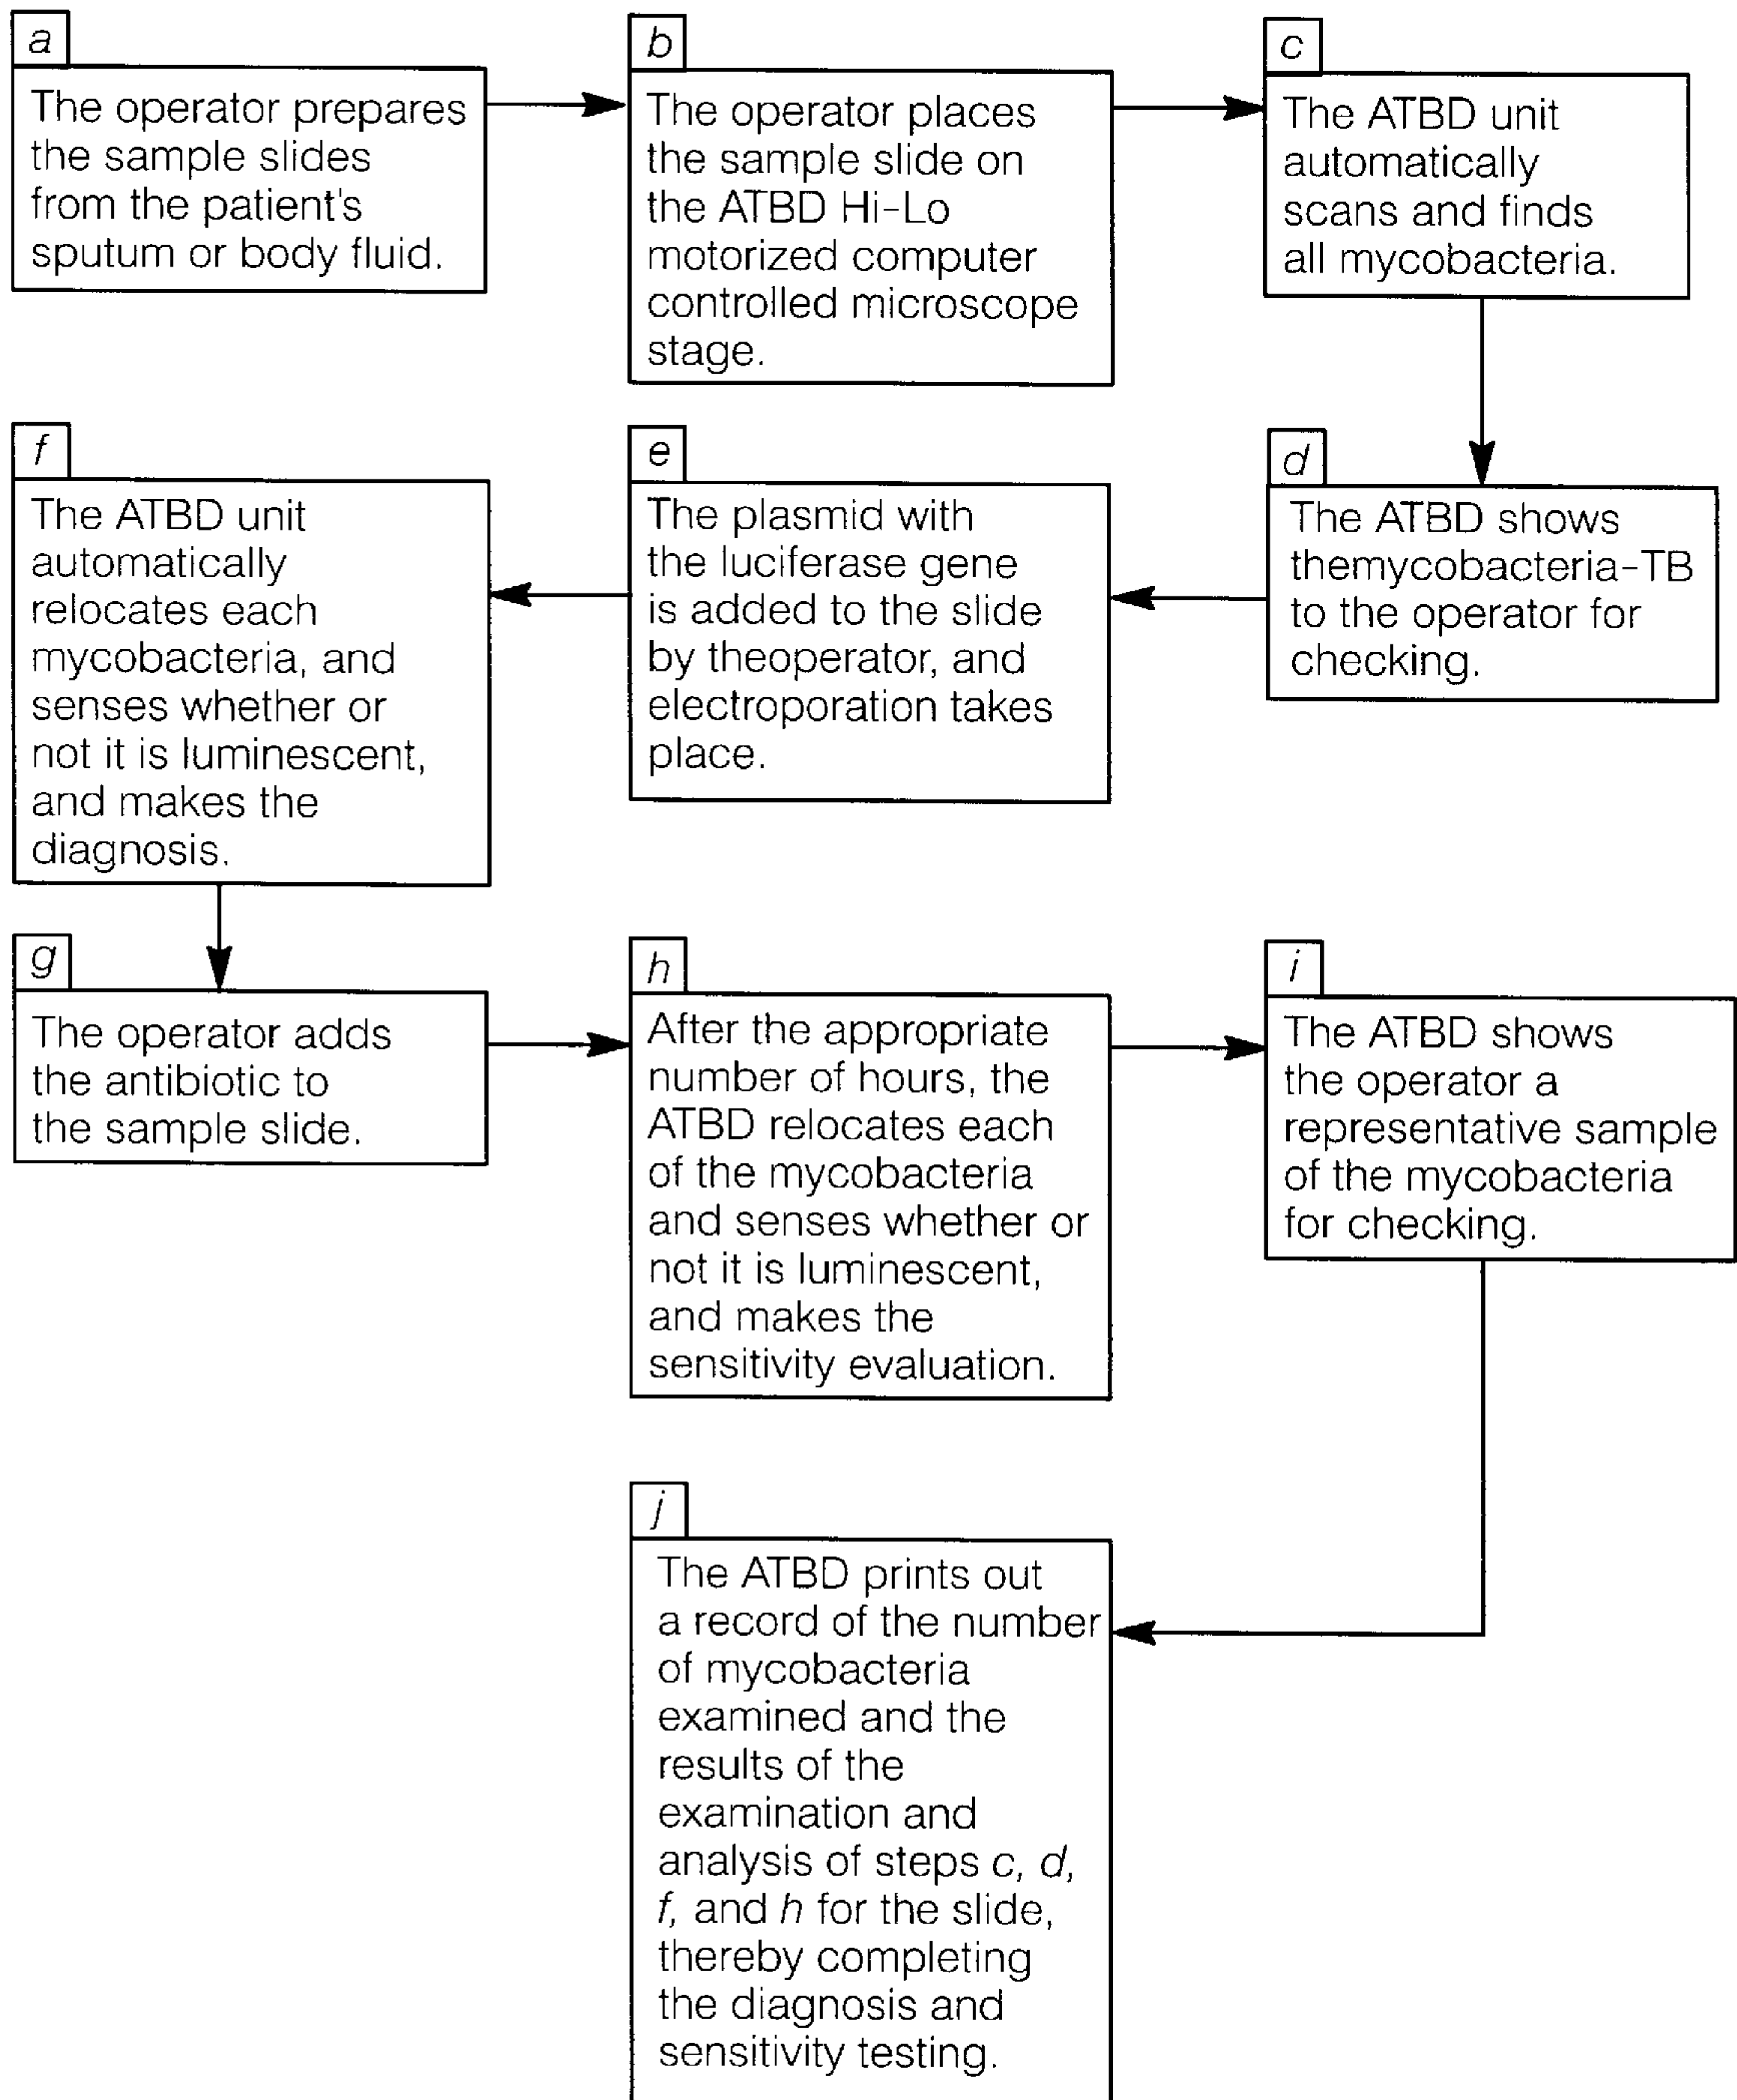 a
The operator prepares
the sample slides
from the patient's
sputum or body fluid.
b
The operator places
the sample slide on
the ATBD Hi-Lo
motorized computer
controlled microscope
stage.
c
The ATBD unit
automatically
scans and finds
all mycobacteria.
d
The ATBD shows
themycobacteria-TB
to the operator for
checking.
e
The plasmid with
the luciferase gene
is added to the slide
by theoperator, and
electroporation takes
place.
f
The ATBD unit
automatically
relocates each
mycobacteria, and
senses whether or
not it is luminescent,
and makes the
diagnosis.
g
The operator adds
the antibiotic to
the sample slide.
h
After the appropriate
number of hours, the
ATBD relocates each
of the mycobacteria
and senses whether or
not it is luminescent,
and makes the
sensitivity evaluation.
i
The ATBD shows
the operator a
representative sample
of the mycobacteria
for checking.
j
The ATBD prints out
a record of the number
of mycobacteria
examined and the
results of the
examination and
analysis of steps c, d,
f, and h for the slide,
thereby completing
the diagnosis and
sensitivity testing.